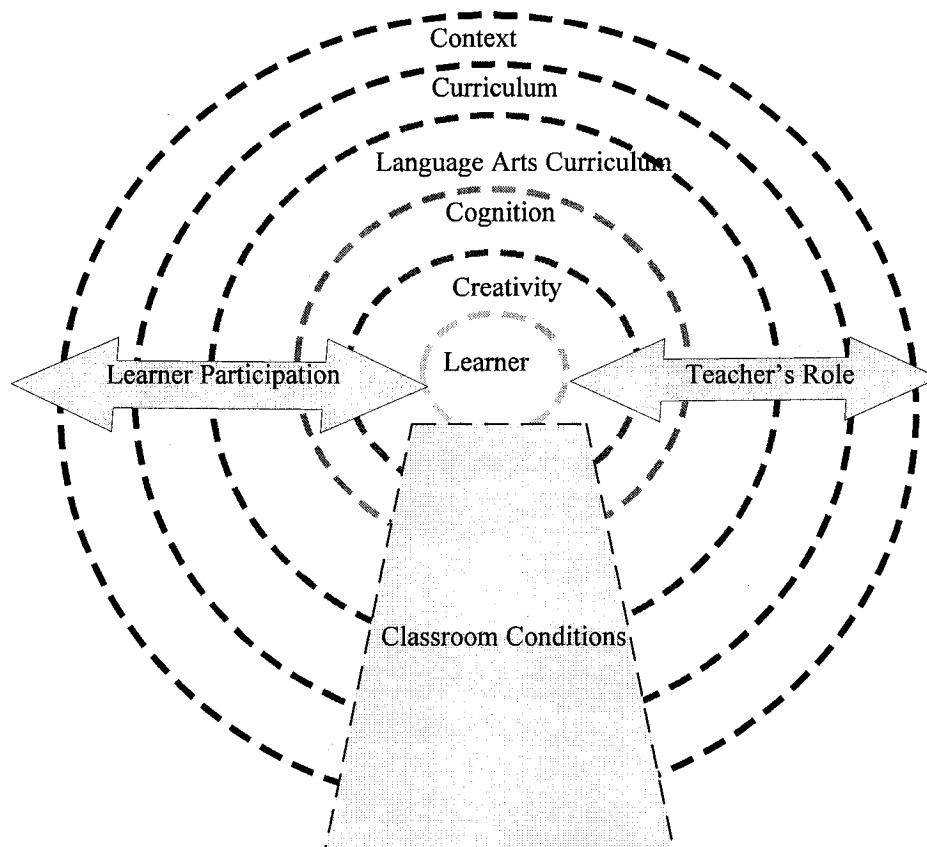 Context
Curriculum
Language Arts Curriculum
Cognition
Creativity
Learner
Learner Participation
Teacher's Role
Classroom Conditions